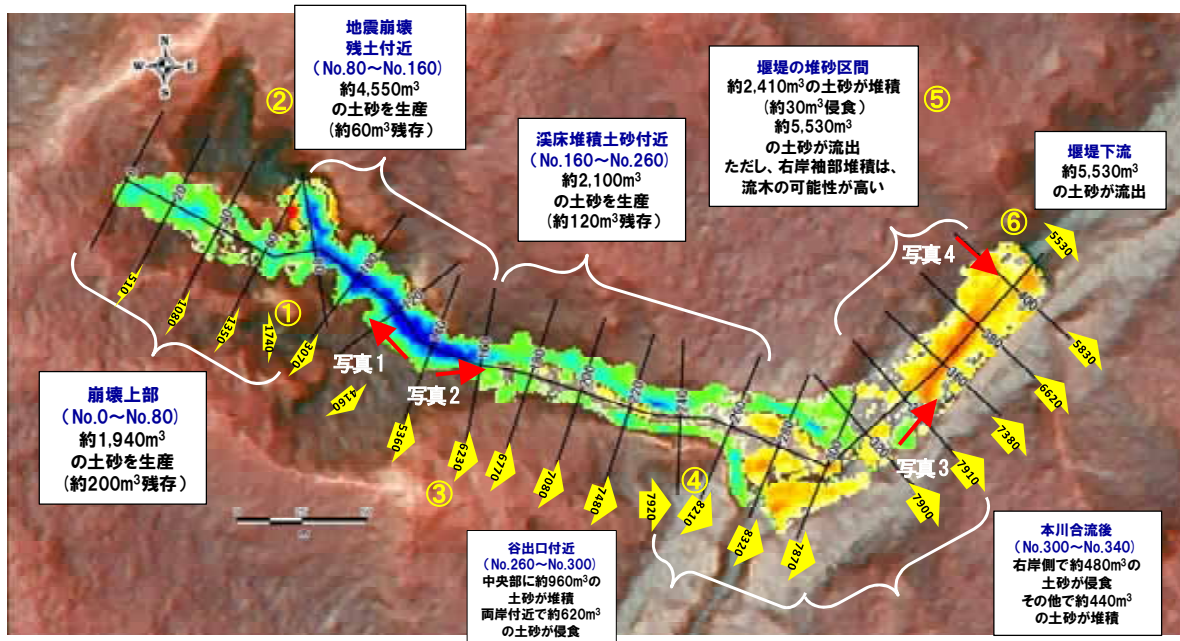 N
W E
S
②
地震崩壊
残土付近
(No.80~No.160)
約4,550m³
の土砂を生産
(約60m³残存)
渓床堆積土砂付近
(No.160~No.260)
約2,100m³
の土砂を生産
(約120m³残存)
堰堤の堆砂区間
約2,410m³の土砂が堆積
(約30m³侵食)
約5,530m³
の土砂が流出
ただし、右岸袖部堆積は、
流木の可能性が高い
⑤
堰堤下流
約5,530m³
の土砂が流出
⑥
写真4
5530
5830
6620
7380
7910
7900
写真3
①
510
1080
1350
1740
3070
4160
5360
6230
6770
7080
7480
7920
8210
8320
7870
写真1
写真2
③
④
崩壊上部
(No.0~No.80)
約1,940m³
の土砂を生産
(約200m³残存)
谷出口付近
(No.260~No.300)
中央部に約960m³の
土砂が堆積
両岸付近で約620m³
の土砂が侵食
本川合流後
(No.300~No.340)
右岸側で約480m³の
土砂が侵食
その他で約440m³
の土砂が堆積